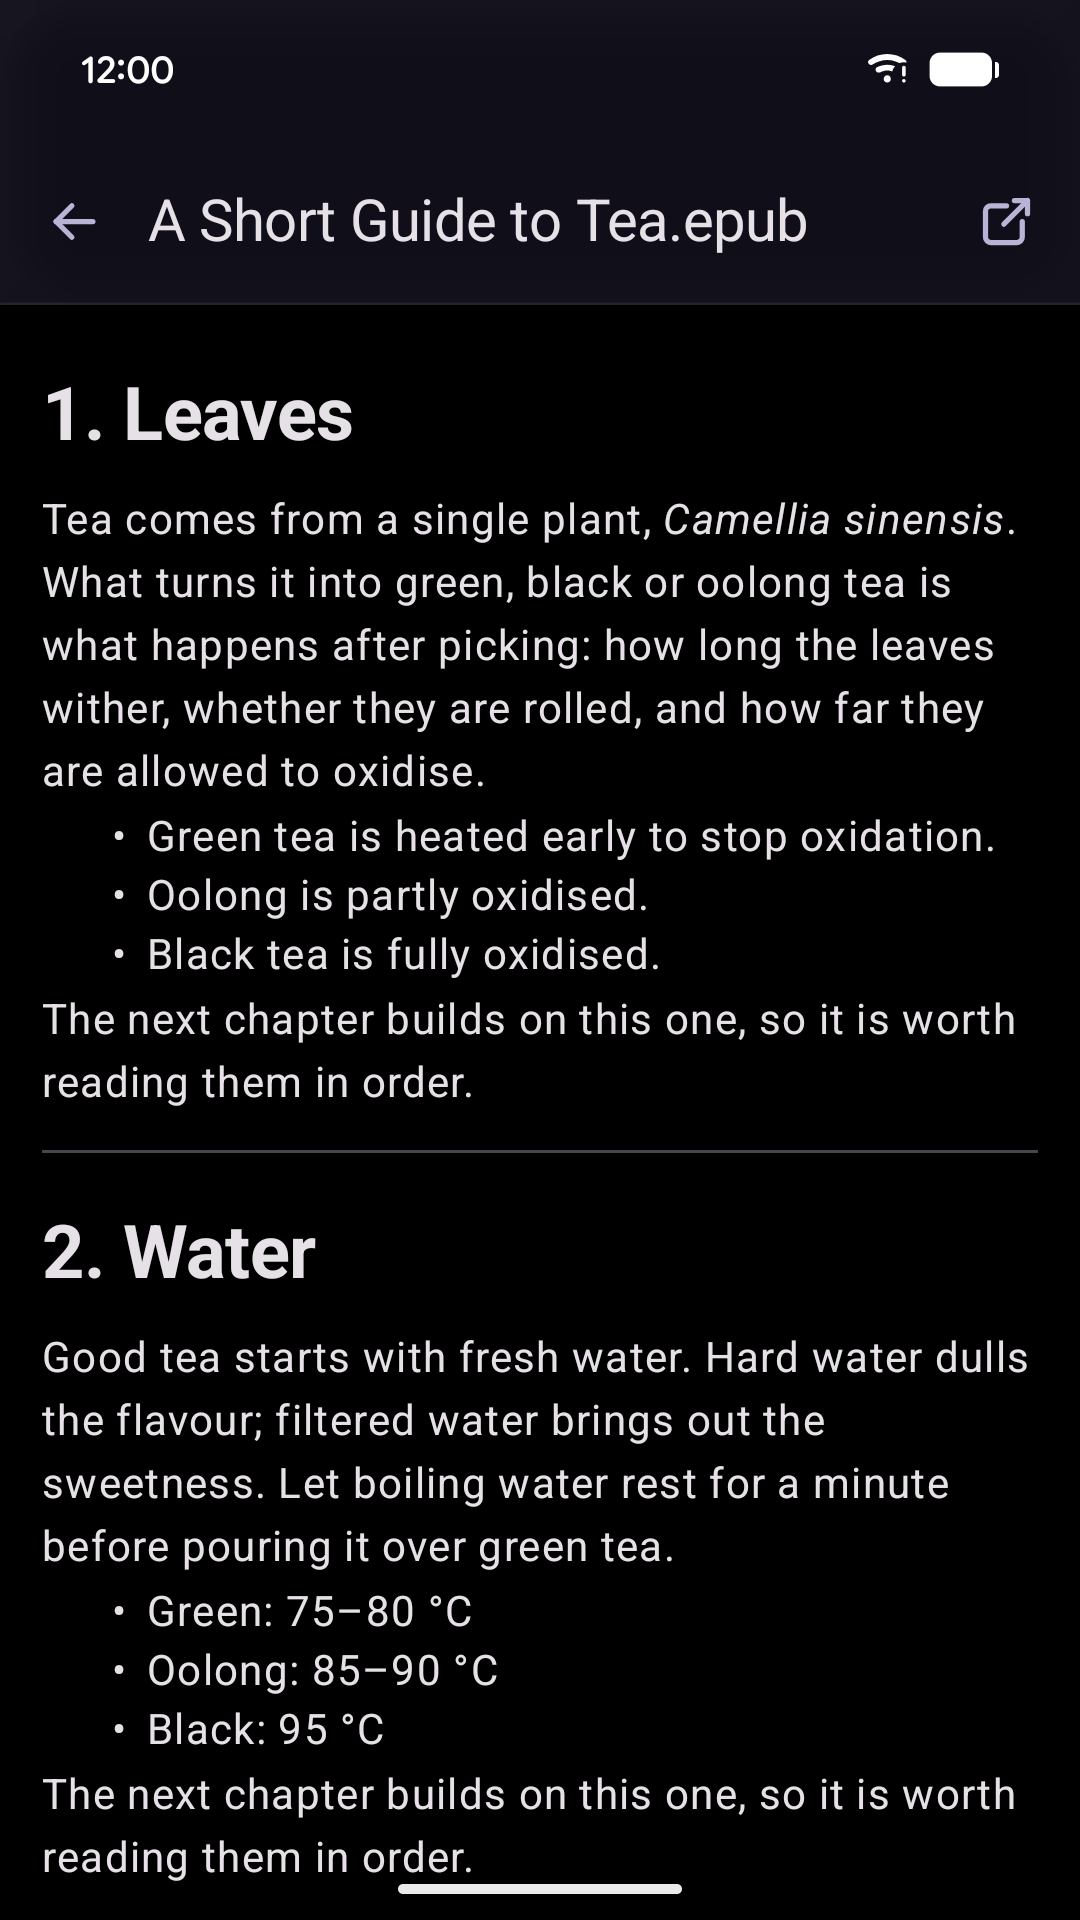 12:00
A Short Guide to Tea.epub
1. Leaves
Tea comes from a single plant, Camellia sinensis.
What turns it into green, black or oolong tea is
what happens after picking: how long the leaves
wither, whether they are rolled, and how far they
are allowed to oxidise.
• Green tea is heated early to stop oxidation.
• Oolong is partly oxidised.
• Black tea is fully oxidised.
The next chapter builds on this one, so it is worth
reading them in order.
2. Water
Good tea starts with fresh water. Hard water dulls
the flavour; filtered water brings out the
sweetness. Let boiling water rest for a minute
before pouring it over green tea.
• Green: 75–80 °C
• Oolong: 85–90 °C
• Black: 95 °C
The next chapter builds on this one, so it is worth
reading them in order.